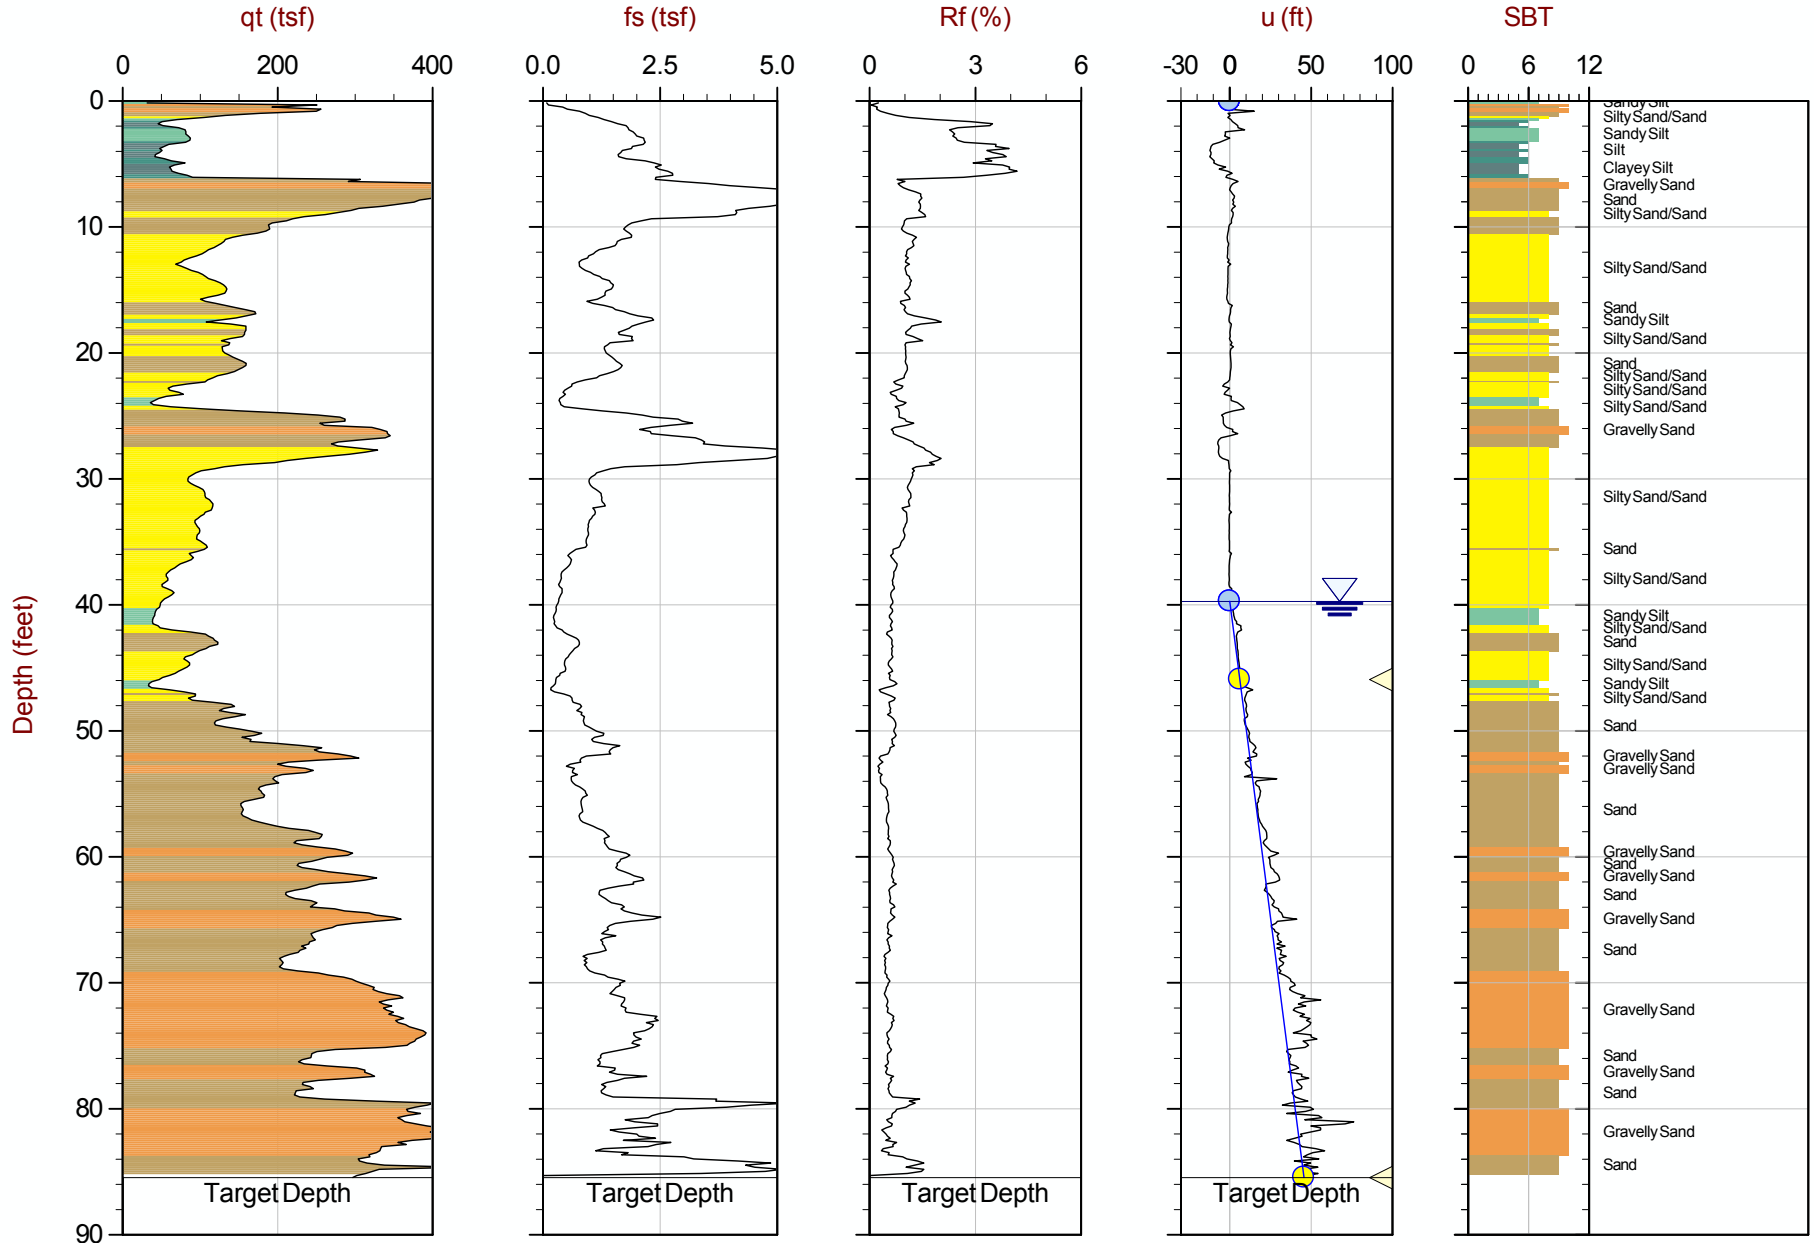 qt (tsf) fs (tsf) Rf (%) u (ft) SBT
0 200 400 0.0 2.5 5.0 0 3 6 -30 0 50 100 0 6 12
0
Sandy Silt
Silty Sand/Sand
Sandy Silt
Silt
Clayey Silt
Gravelly Sand
Sand
Silty Sand/Sand
10
Silty Sand/Sand
Sand
Sandy Silt
Silty Sand/Sand
20
Sand
Silty Sand/Sand
Silty Sand/Sand
Silty Sand/Sand
Gravelly Sand
30
Silty Sand/Sand
Sand
Silty Sand/Sand
40
Sandy Silt
Silty Sand/Sand
Sand
Depth (feet)
Silty Sand/Sand
Sandy Silt
Silty Sand/Sand
Sand
50
Gravelly Sand
Gravelly Sand
Sand
Gravelly Sand
60
Sand
Gravelly Sand
Sand
Gravelly Sand
Sand
70
Gravelly Sand
Sand
Gravelly Sand
Sand
80
Gravelly Sand
Sand
Target Depth Target Depth Target Depth Target Depth
90